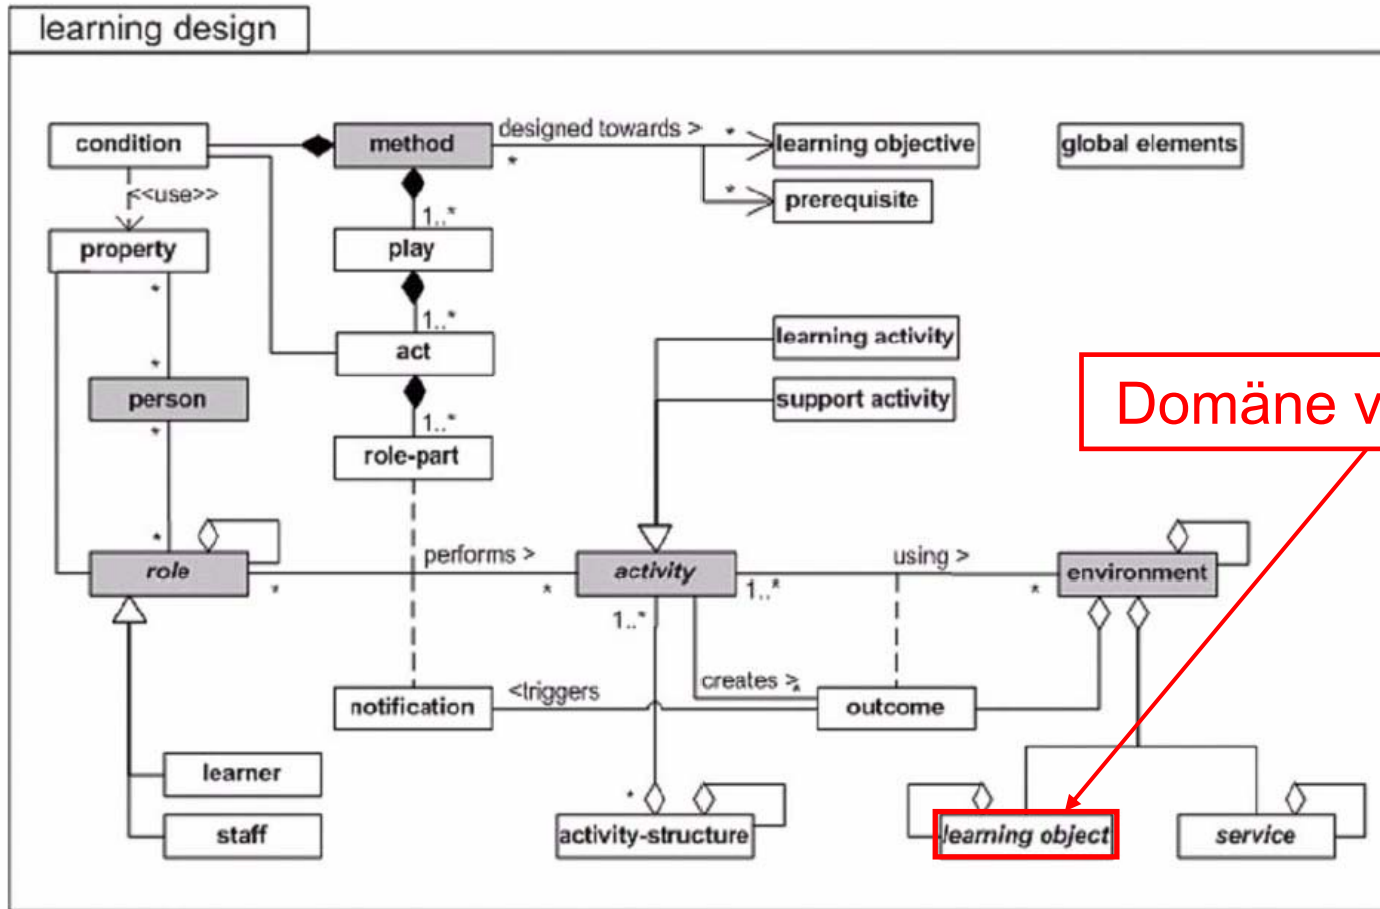 learning design
condition
method
designed towards >
*
*
learning objective
global elements
<<use>>
*
prerequisite
1..*
property
play
*
1..*
learning activity
act
*
person
support activity
Domäne v
*
1..*
role-part
*
performs >
using >
role
activity
environment
*
*
1..*
*
1..*
creates >
*
<triggers
notification
outcome
learner
*
staff
activity-structure
learning object
service